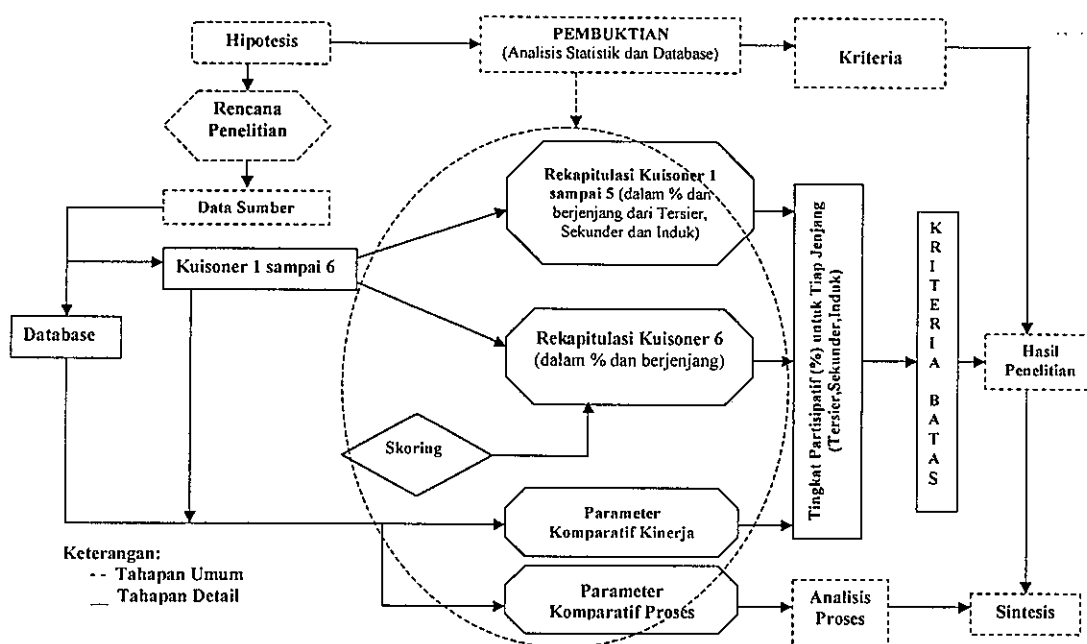 Hipotesis
PEMBUKTIAN
(Analisis Statistik dan Database)
Kriteria
Rencana
Penelitian
Data Sumber
Rekapitulasi Kuisoner 1
sampai 5 (dalam % dan
berjenjang dari Tersier,
Sekunder dan Induk)
Kuisoner 1 sampai 6
Database
Rekapitulasi Kuisoner 6
(dalam % dan berjenjang)
Skoring
Tingkat Partisipatif (%) untuk Tiap Jenjang
(Tersier,Sekunder,Induk)
KRITERIA BATAS
Hasil
Penelitian
Parameter
Komparatif Kinerja
Keterangan:
-- Tahapan Umum
__ Tahapan Detail
Parameter
Komparatif Proses
Analisis
Proses
Sintesis